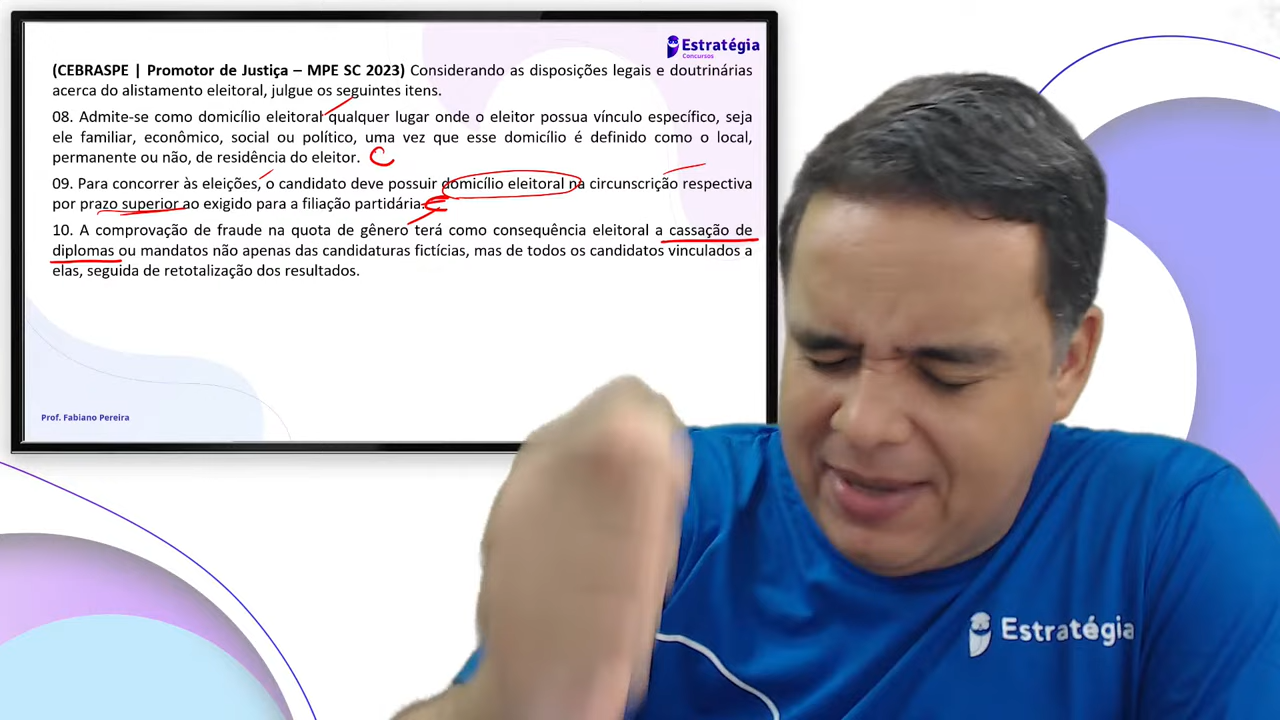 Estratégia
Concursos
(CEBRASPE | Promotor de Justiça – MPE SC 2023) Considerando as disposições legais e doutrinárias
acerca do alistamento eleitoral, julgue os seguintes itens.
08. Admite-se como domicílio eleitoral qualquer lugar onde o eleitor possua vínculo específico, seja
ele familiar, econômico, social ou político, uma vez que esse domicílio é definido como o local,
permanente ou não, de residência do eleitor. C
09. Para concorrer às eleições, o candidato deve possuir domicílio eleitoral na circunscrição respectiva
por prazo superior ao exigido para a filiação partidária. E
10. A comprovação de fraude na quota de gênero terá como consequência eleitoral a cassação de
diplomas ou mandatos não apenas das candidaturas fictícias, mas de todos os candidatos vinculados a
elas, seguida de retotalização dos resultados.
Prof. Fabiano Pereira
Estratégia